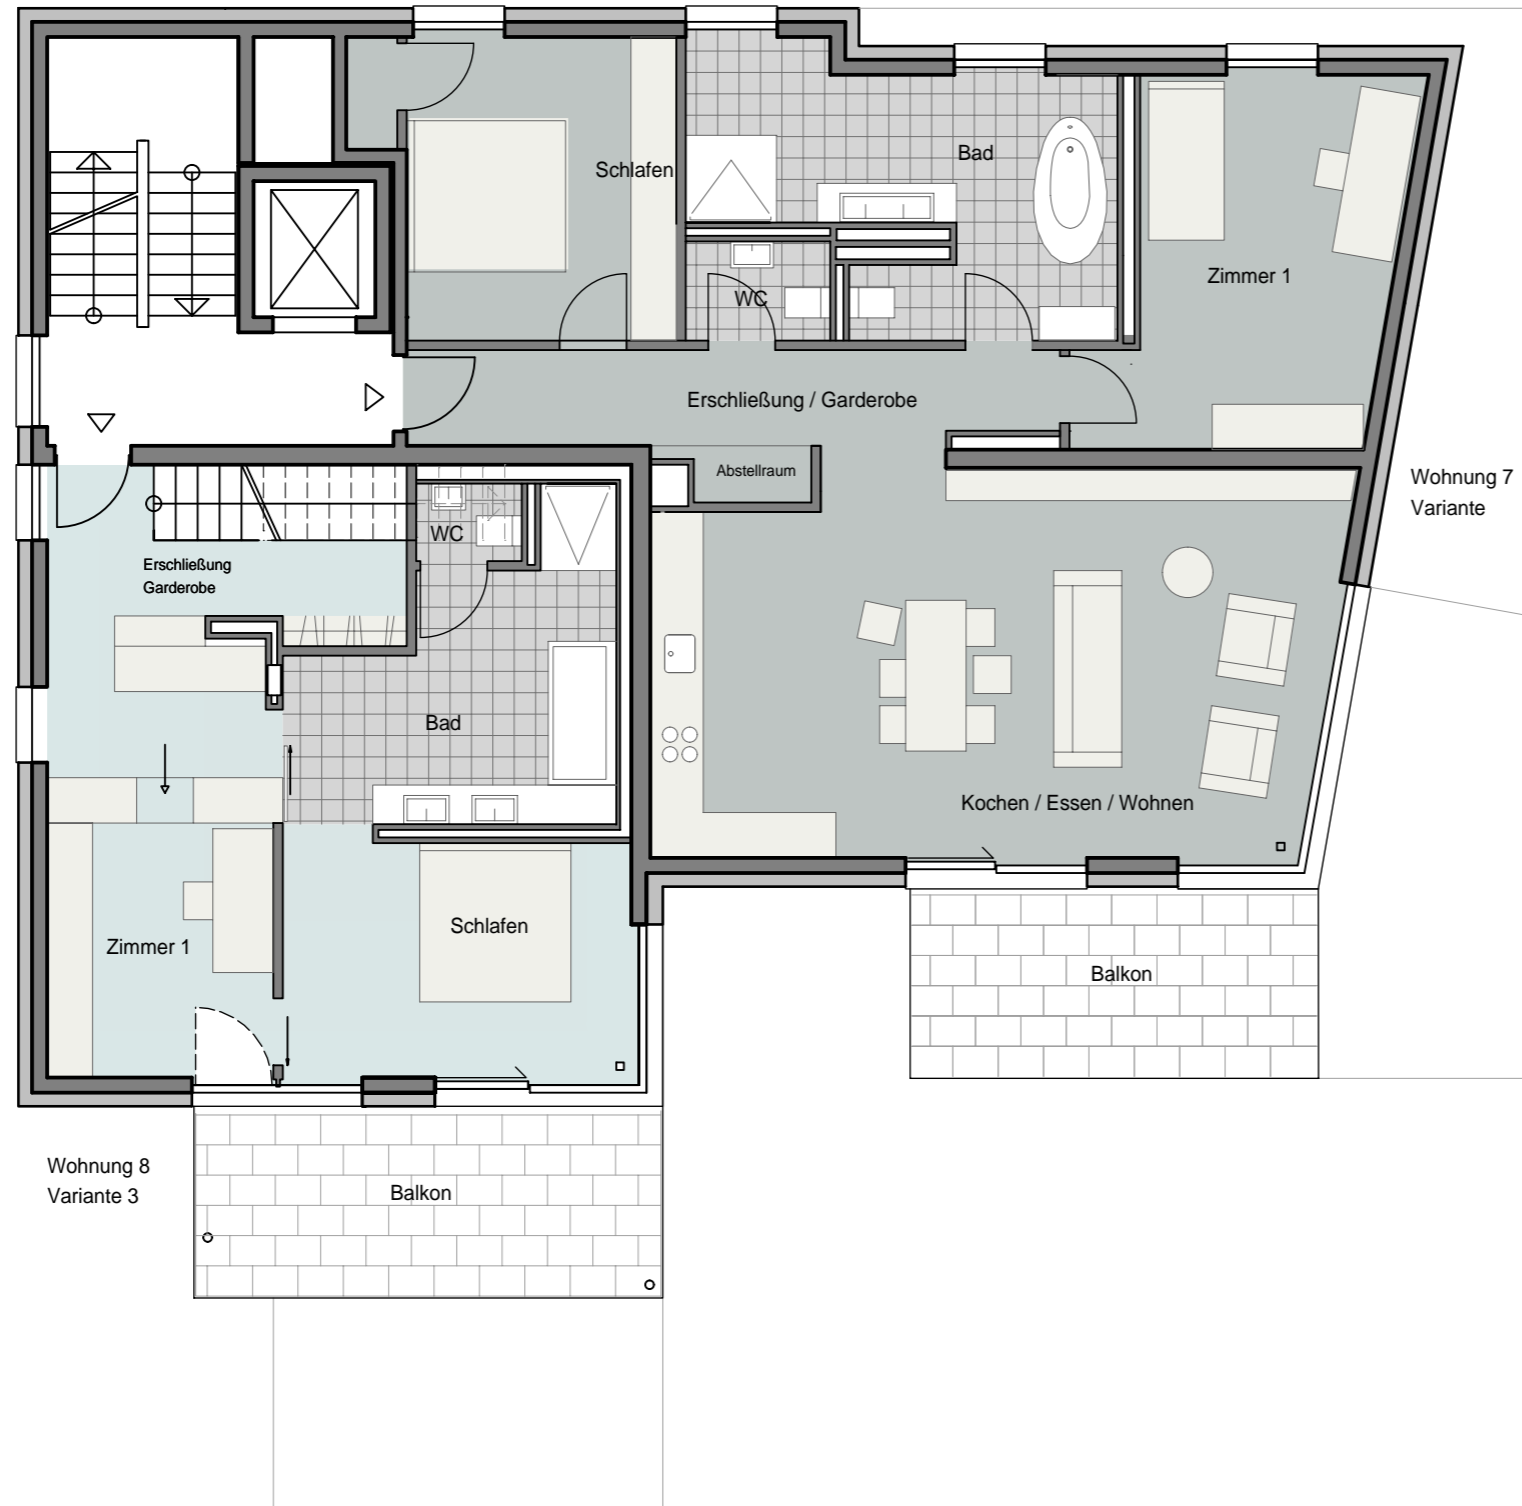 Schlafen
Bad
Zimmer 1
WC
Erschließung / Garderobe
Abstellraum
Wohnung 7
Variante
WC
Erschließung
Garderobe
Bad
Kochen / Essen / Wohnen
Schlafen
Zimmer 1
Balkon
Wohnung 8
Variante 3
Balkon